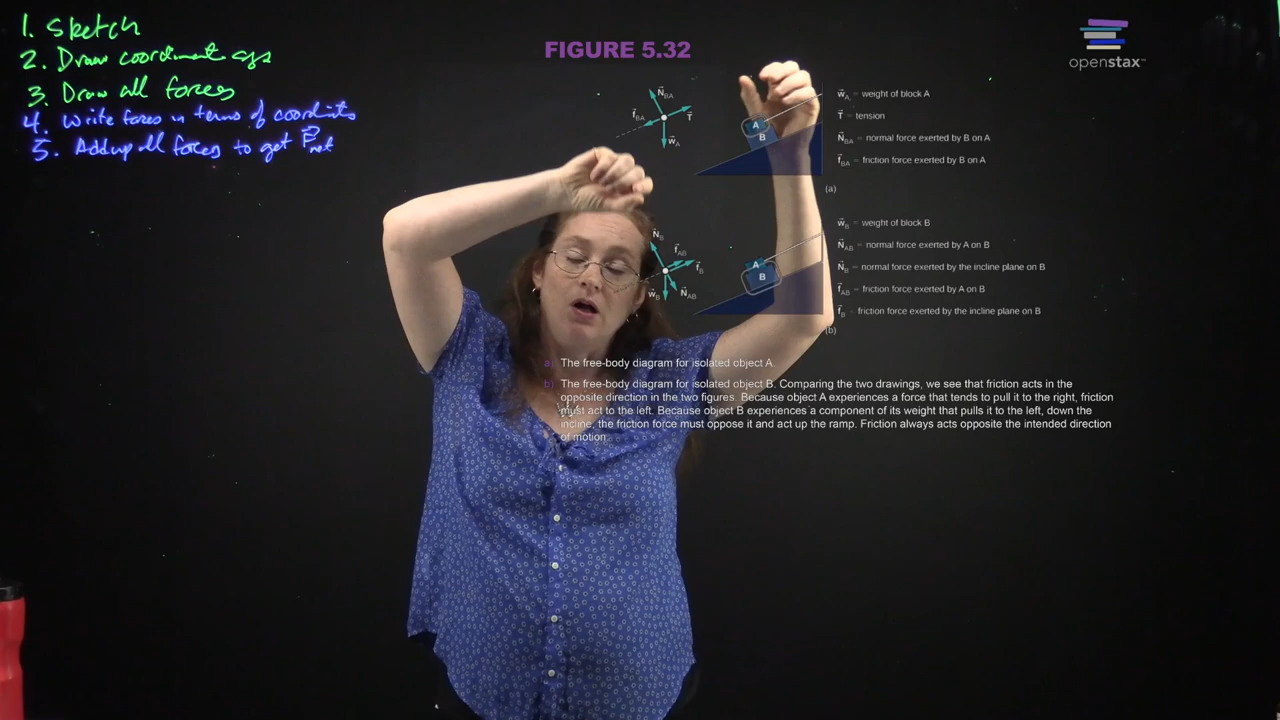 1. Sketch
2. Draw coordinate sys
3. Draw all forces
4. Write forces in terms of coordinates
5. Add up all forces to get F net
FIGURE 5.32
openstax™
N BA
f BA
T
w A
A
B
w A = weight of block A
T = tension
N BA = normal force exerted by B on A
f BA = friction force exerted by B on A
(a)
N B
f AB
f B
w B
N AB
A
B
w B = weight of block B
N AB = normal force exerted by A on B
N B = normal force exerted by the incline plane on B
f AB = friction force exerted by A on B
f B = friction force exerted by the incline plane on B
(b)
a) The free-body diagram for isolated object A.
b) The free-body diagram for isolated object B. Comparing the two drawings, we see that friction acts in the
opposite direction in the two figures. Because object A experiences a force that tends to pull it to the right, friction
must act to the left. Because object B experiences a component of its weight that pulls it to the left, down the
incline, the friction force must oppose it and act up the ramp. Friction always acts opposite the intended direction
of motion.